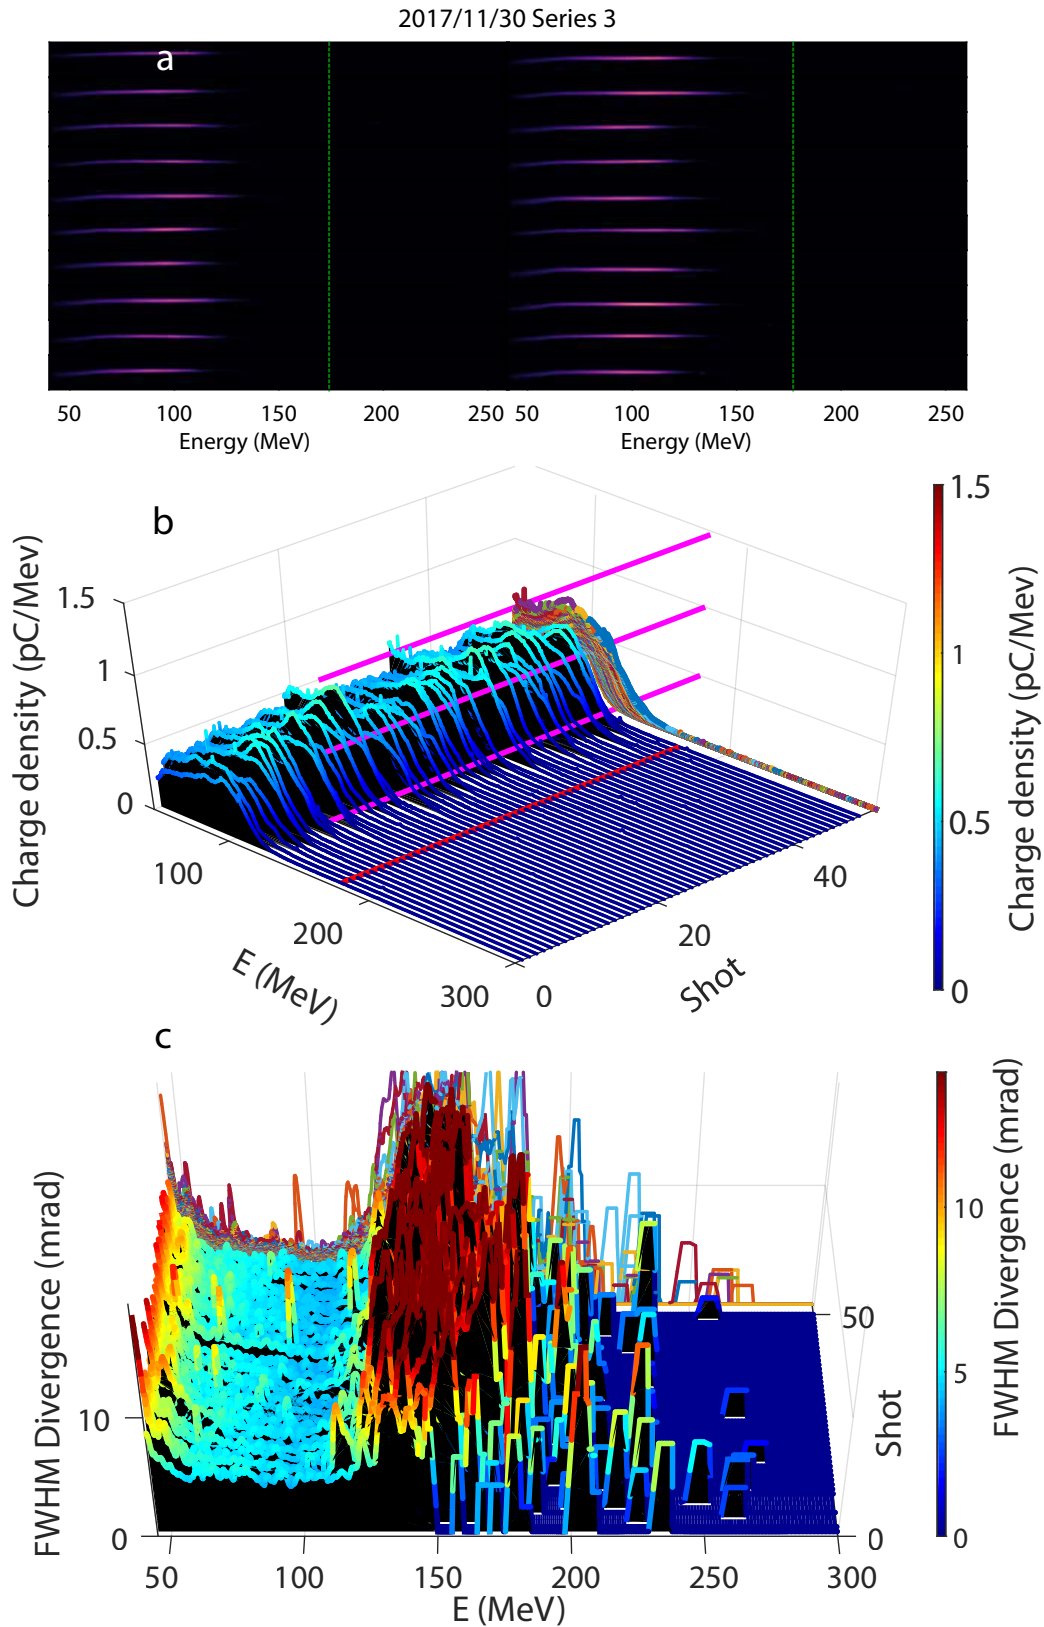 2017/11/30 Series 3
a
50 100 150 200 250 50 100 150 200 250
Energy (MeV) Energy (MeV)
b
Charge density (pC/Mev)
1.5
1
0.5
0
100
200
300
E (MeV)
0
20
40
Shot
1.5
1
0.5
0
Charge density (pC/Mev)
c
FWHM Divergence (mrad)
10
0
50 100 150 200 250 300
E (MeV)
50
0
Shot
10
5
0
FWHM Divergence (mrad)